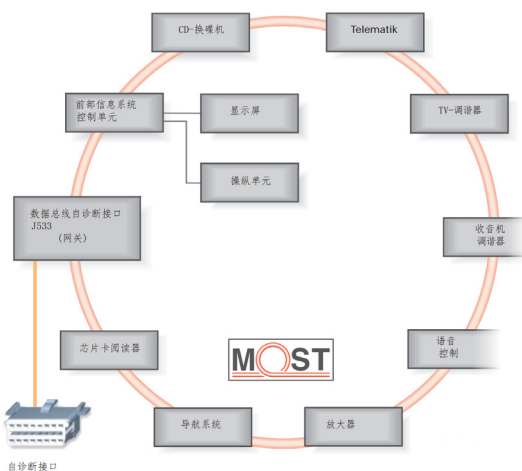 CD-换碟机
Telematik
前部信息系统
控制单元
显示屏
TV-调谐器
操纵单元
数据总线自诊断接口
J533
(网关)
收音机
调谐器
芯片卡阅读器
MOST
语音
控制
导航系统
放大器
自诊断接口